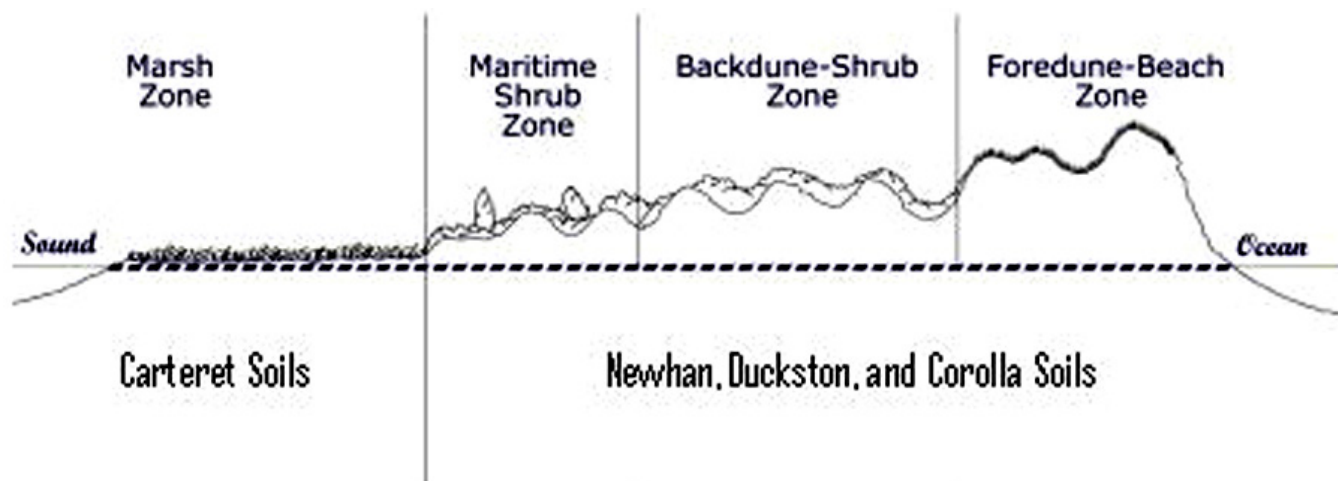 Marsh
Zone
Maritime
Shrub
Zone
Backdune-Shrub
Zone
Foredune-Beach
Zone
Sound
Ocean
Carteret Soils
Newhan, Duckston, and Corolla Soils